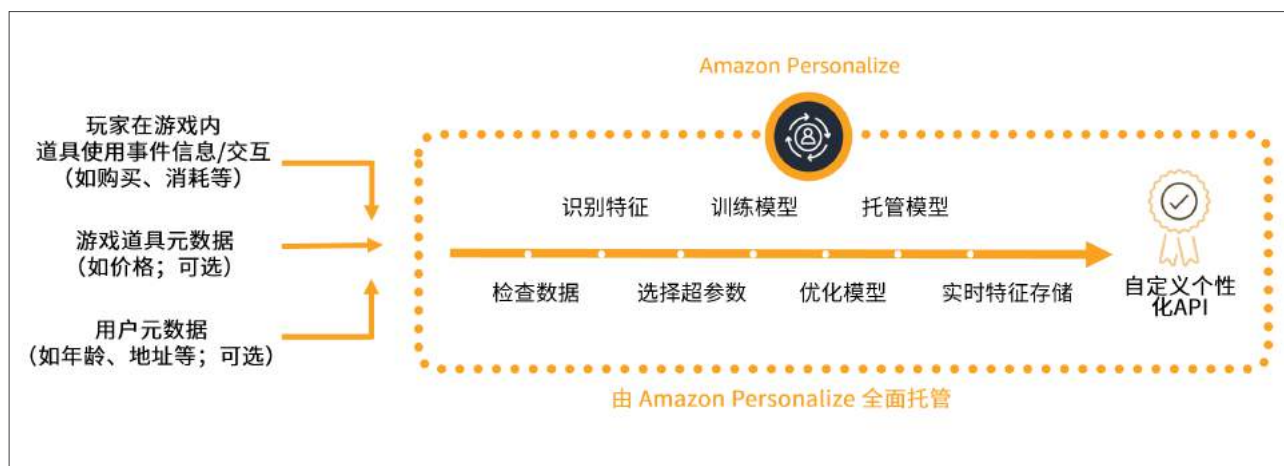 Amazon Personalize
玩家在游戏内
道具使用事件信息/交互
（如购买、消耗等）
游戏道具元数据
（如价格；可选）
用户元数据
（如年龄、地址等；可选）
识别特征
训练模型
托管模型
检查数据
选择超参数
优化模型
实时特征存储
自定义个性
化API
由 Amazon Personalize 全面托管